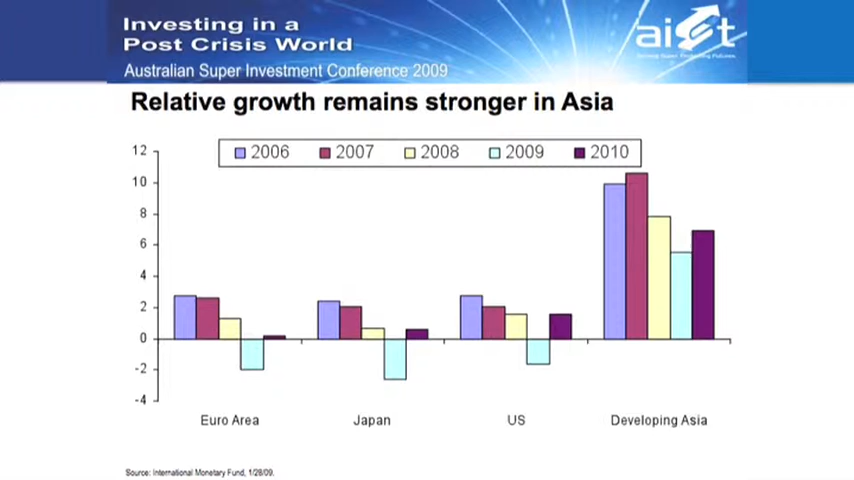 Investing in a
Post Crisis World
aist
Australian Super Investment Conference 2009
Relative growth remains stronger in Asia
2006 2007 2008 2009 2010
12
10
8
6
4
2
0
-2
-4
Euro Area Japan US Developing Asia
Source: International Monetary Fund, 1/28/09.